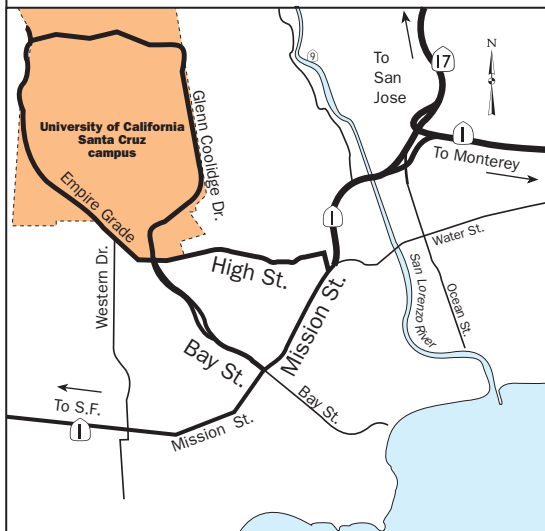 9
To
San
Jose
17
N
University of California
Santa Cruz
campus
Glenn Coolidge Dr.
1
To Monterey
Empire Grade
1
Water St.
High St.
Western Dr.
Mission St.
San Lorenzo River
Ocean St.
Bay St.
To S.F.
1
Mission St.
Bay St.